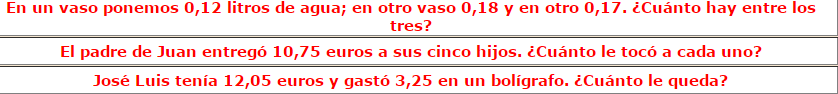 En un vaso ponemos 0,12 litros de agua; en otro vaso 0,18 y en otro 0,17. ¿Cuánto hay entre los
tres?
El padre de Juan entregó 10,75 euros a sus cinco hijos. ¿Cuánto le tocó a cada uno?
José Luis tenía 12,05 euros y gastó 3,25 en un bolígrafo. ¿Cuánto le queda?